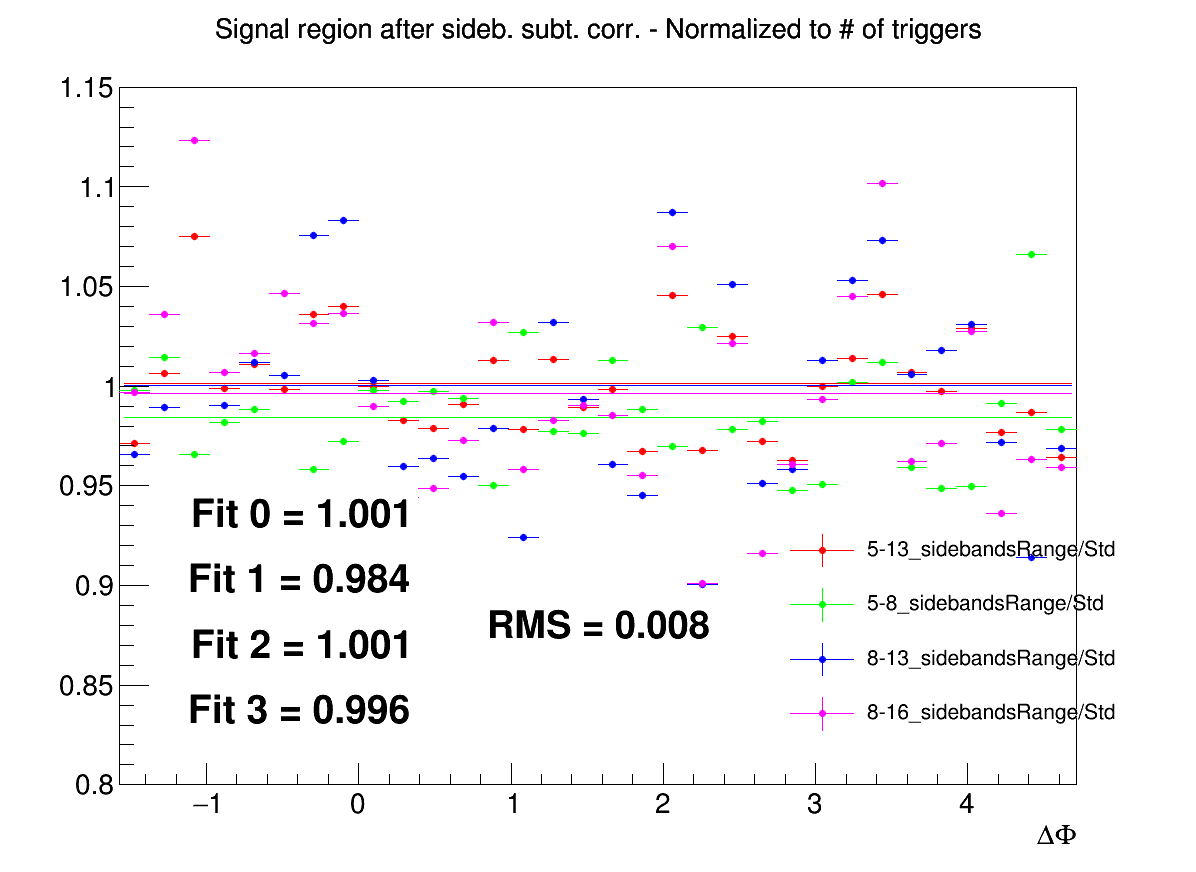 Signal region after sideb. subt. corr. - Normalized to # of triggers
1.15
1.1
1.05
1
0.95
0.9
0.85
0.8
Fit 0 = 1.001
Fit 1 = 0.984
Fit 2 = 1.001
Fit 3 = 0.996
RMS = 0.008
5-13_sidebandsRange/Std
5-8_sidebandsRange/Std
8-13_sidebandsRange/Std
8-16_sidebandsRange/Std
−1 0 1 2 3 4
ΔΦ